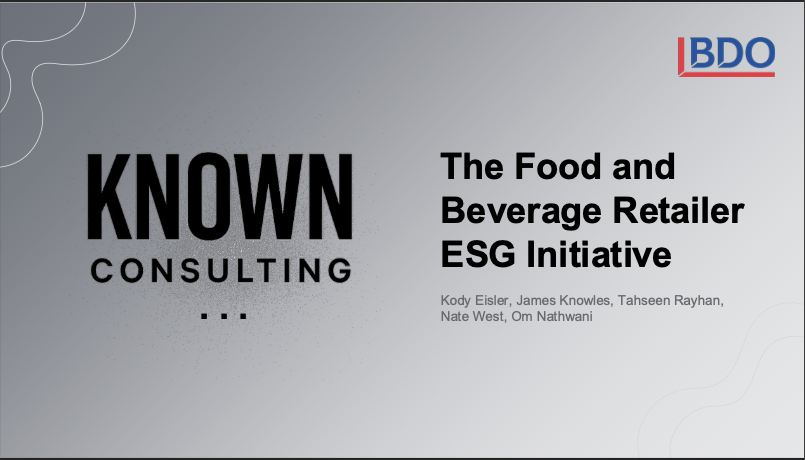 BDO
KNOWN
CONSULTING
...
The Food and
Beverage Retailer
ESG Initiative
Kody Eisler, James Knowles, Tahseen Rayhan,
Nate West, Om Nathwani